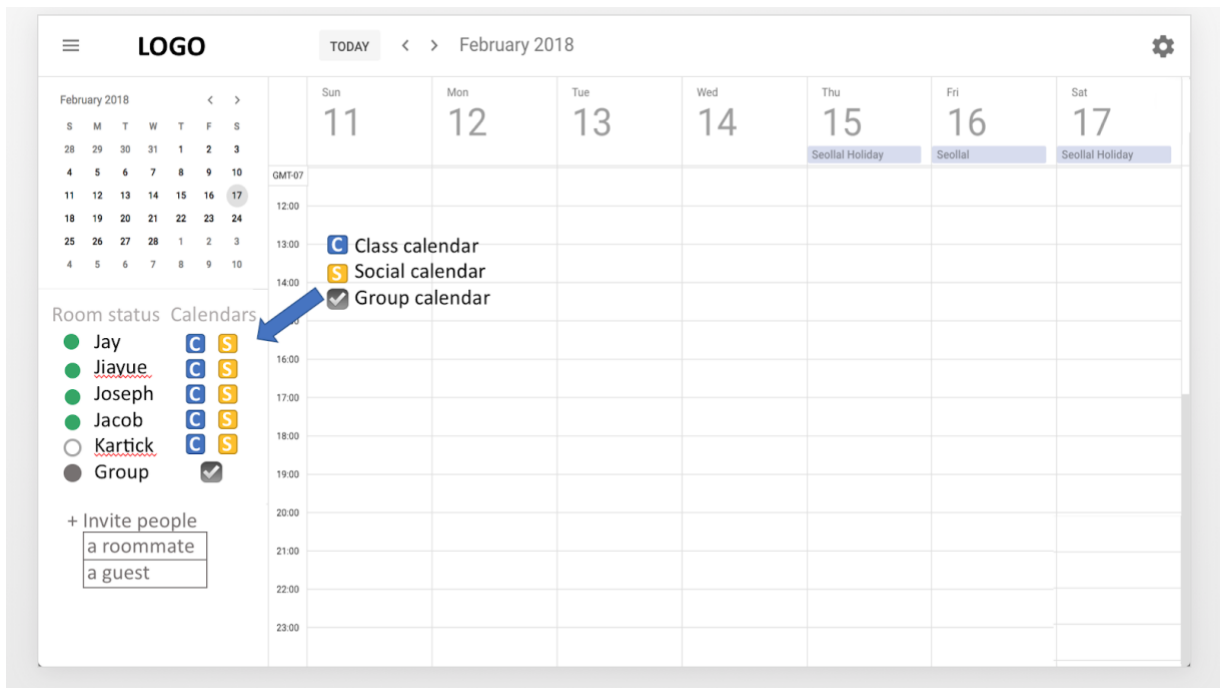 LOGO
TODAY
February 2018
February 2018
S M T W T F S
28 29 30 31 1 2 3
4 5 6 7 8 9 10
11 12 13 14 15 16 17
18 19 20 21 22 23 24
25 26 27 28 1 2 3
4 5 6 7 8 9 10
Sun Mon Tue Wed Thu Fri Sat
11 12 13 14 15 16 17
Seollal Holiday Seollal Seollal Holiday
GMT-07
12:00
13:00
14:00
16:00
17:00
18:00
19:00
20:00
21:00
22:00
23:00
C Class calendar
S Social calendar
Group calendar
Room status Calendars
Jay C S
Jiayue C S
Joseph C S
Jacob C S
Kartick C S
Group
+ Invite people
a roommate
a guest